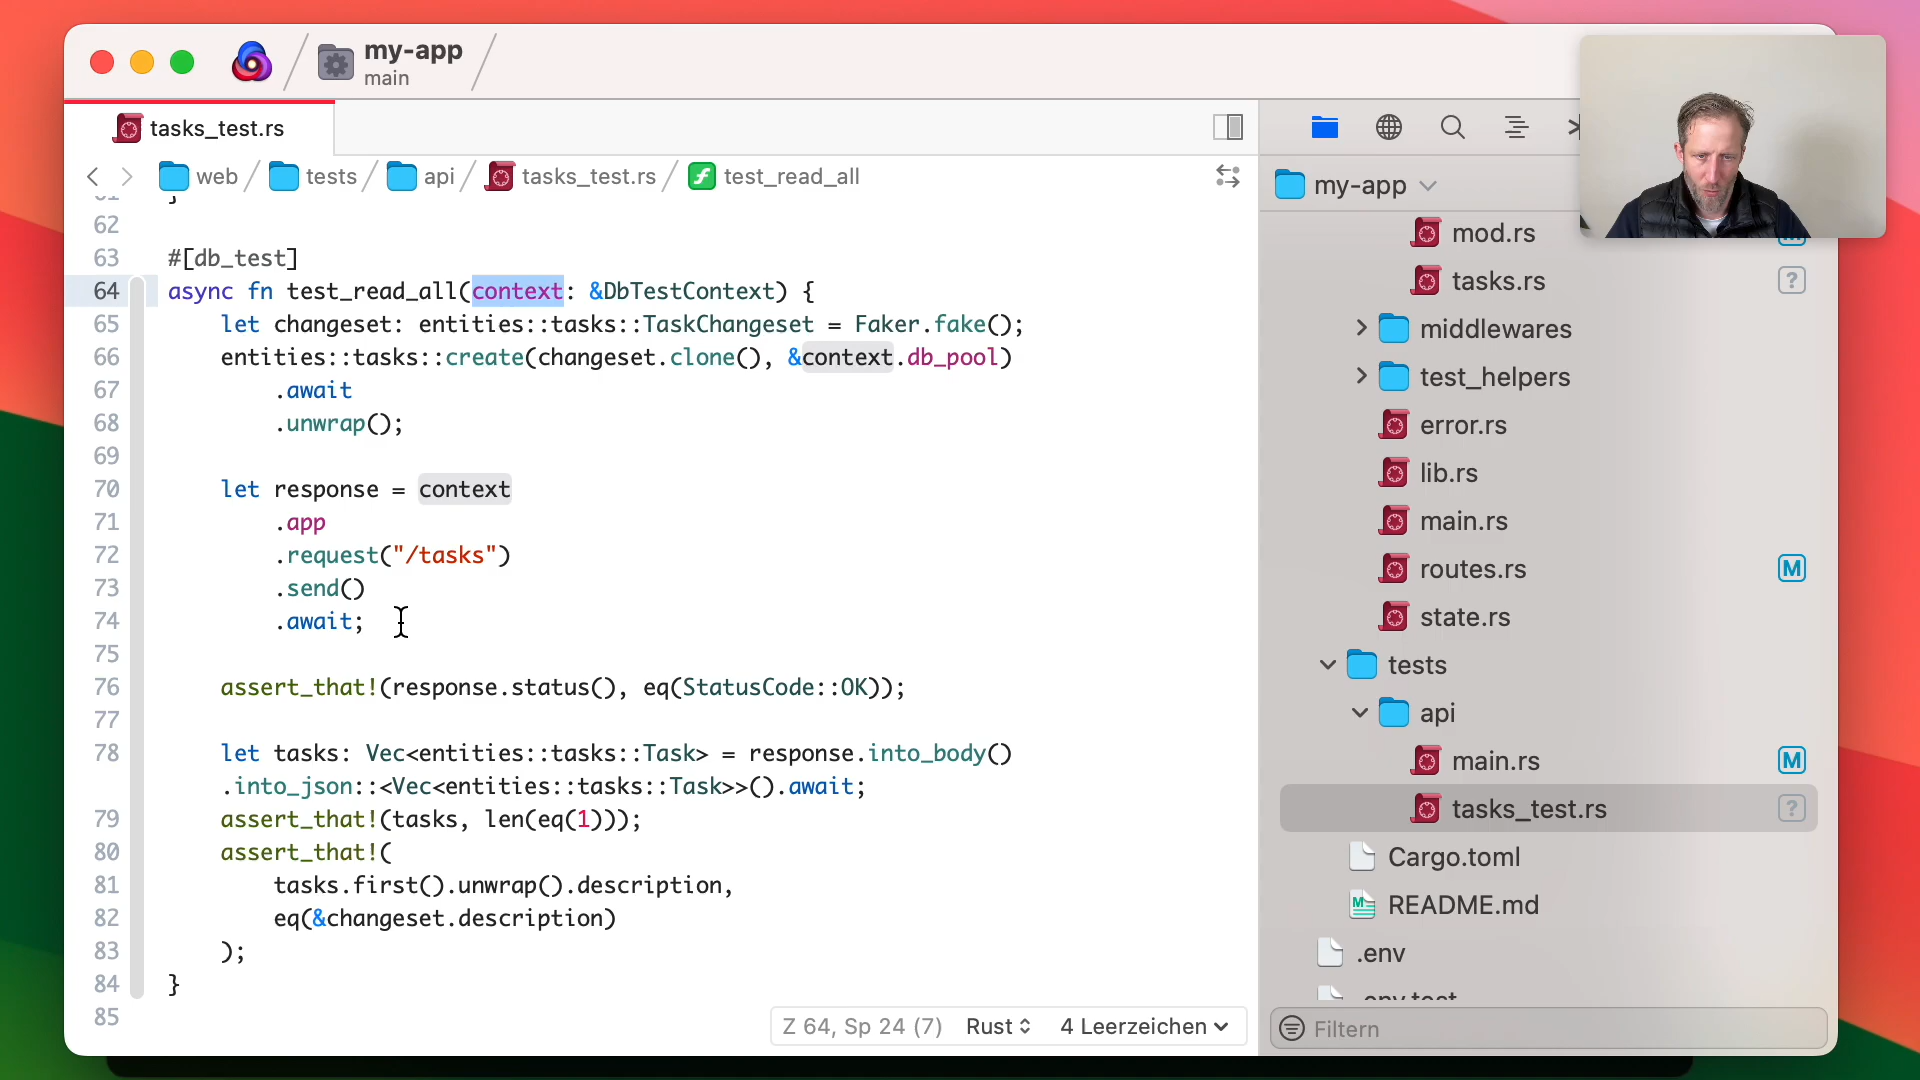 my-app
main
tasks_test.rs
web
tests
api
tasks_test.rs
test_read_all
61 }
62
63 #[db_test]
64 async fn test_read_all(context: &DbTestContext) {
65 let changeset: entities::tasks::TaskChangeset = Faker.fake();
66 entities::tasks::create(changeset.clone(), &context.db_pool)
67 .await
68 .unwrap();
69
70 let response = context
71 .app
72 .request("/tasks")
73 .send()
74 .await;
75
76 assert_that!(response.status(), eq(StatusCode::OK));
77
78 let tasks: Vec<entities::tasks::Task> = response.into_body()
.into_json::<Vec<entities::tasks::Task>>().await;
79 assert_that!(tasks, len(eq(1)));
80 assert_that!(
81 tasks.first().unwrap().description,
82 eq(&changeset.description)
83 );
84 }
85
Z 64, Sp 24 (7) Rust 4 Leerzeichen
my-app
mod.rs
tasks.rs ?
middlewares
test_helpers
error.rs
lib.rs
main.rs
routes.rs M
state.rs
tests
api
main.rs M
tasks_test.rs ?
Cargo.toml
README.md
.env
.env.test
Filtern